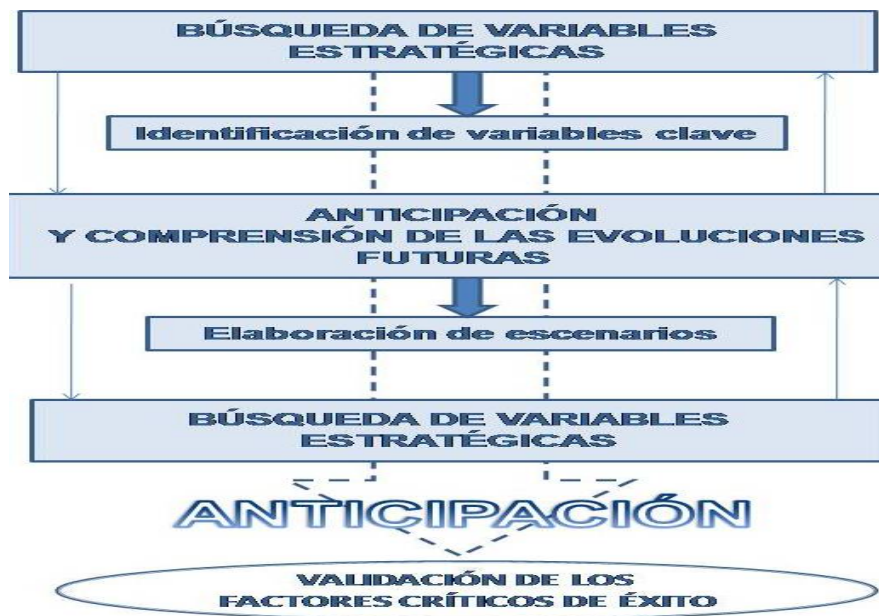 BÚSQUEDA DE VARIABLES
ESTRATÉGICAS
Identificación de variables clave
ANTICIPACIÓN
Y COMPRENSIÓN DE LAS EVOLUCIONES
FUTURAS
Elaboración de escenarios
BÚSQUEDA DE VARIABLES
ESTRATÉGICAS
ANTICIPACIÓN
VALIDACIÓN DE LOS
FACTORES CRÍTICOS DE ÉXITO